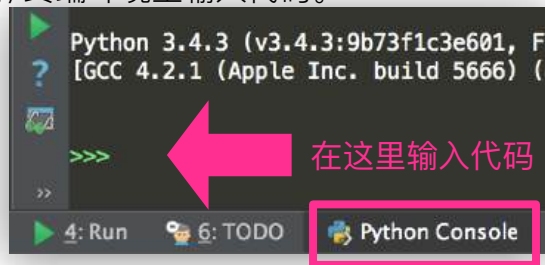 Python 3.4.3 (v3.4.3:9b73f1c3e601, F
[GCC 4.2.1 (Apple Inc. build 5666) (
>>>
在这里输入代码
>>
4: Run 6: TODO Python Console